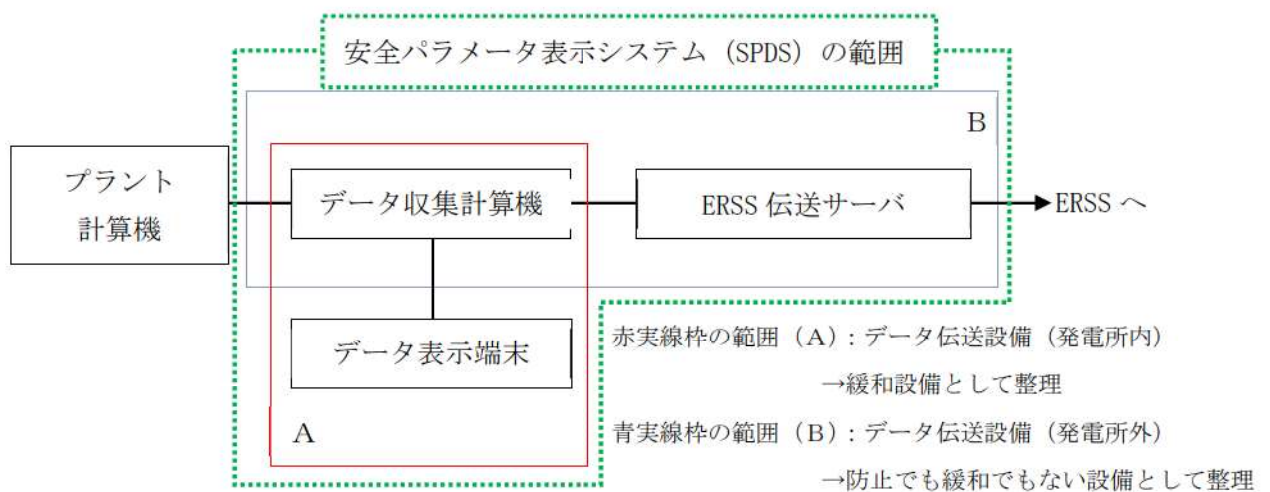 安全パラメータ表示システム（SPDS）の範囲
B
プラント
計算機
データ収集計算機
ERSS 伝送サーバ
ERSS へ
データ表示端末
A
赤実線枠の範囲（A）：データ伝送設備（発電所内）
→緩和設備として整理
青実線枠の範囲（B）：データ伝送設備（発電所外）
→防止でも緩和でもない設備として整理